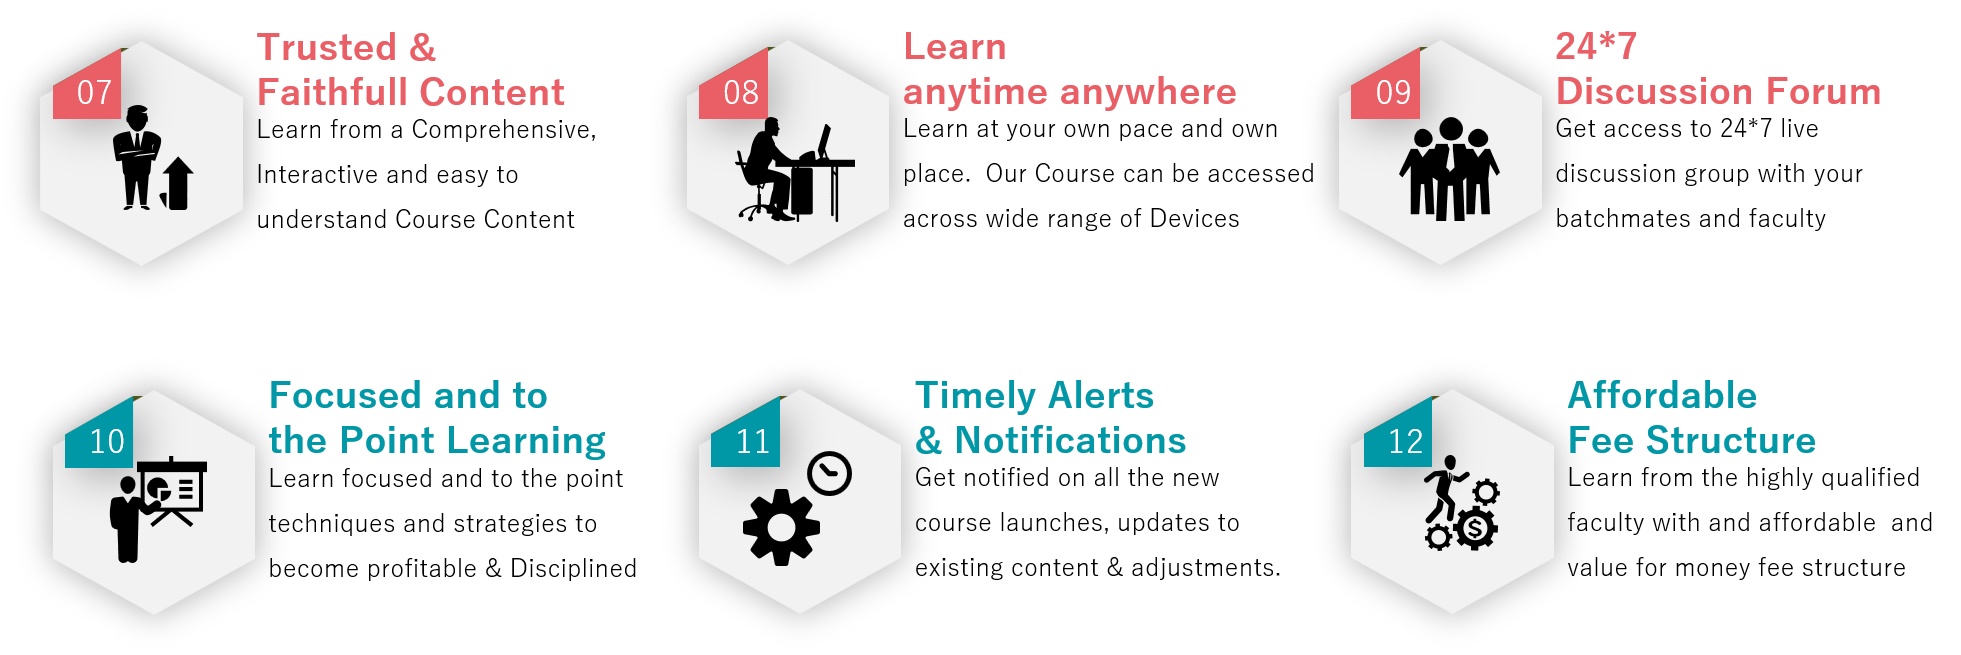 07
Trusted &
Faithfull Content
Learn from a Comprehensive,
Interactive and easy to
understand Course Content
08
Learn
anytime anywhere
Learn at your own pace and own
place.  Our Course can be accessed
across wide range of Devices
09
24*7
Discussion Forum
Get access to 24*7 live
discussion group with your
batchmates and faculty
10
Focused and to
the Point Learning
Learn focused and to the point
techniques and strategies to
become profitable & Disciplined
11
Timely Alerts
& Notifications
Get notified on all the new
course launches, updates to
existing content & adjustments.
12
Affordable
Fee Structure
Learn from the highly qualified
faculty with and affordable  and
value for money fee structure
$